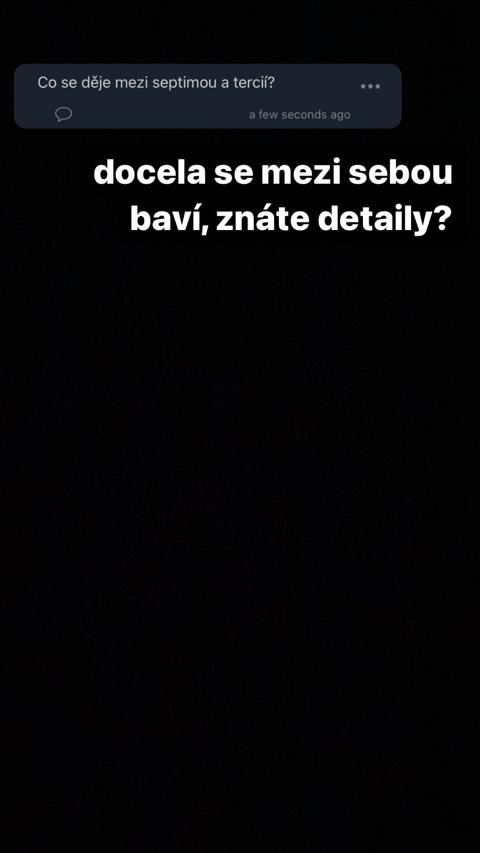 Co se děje mezi septimou a tercií?
a few seconds ago
docela se mezi sebou
baví, znáte detaily?